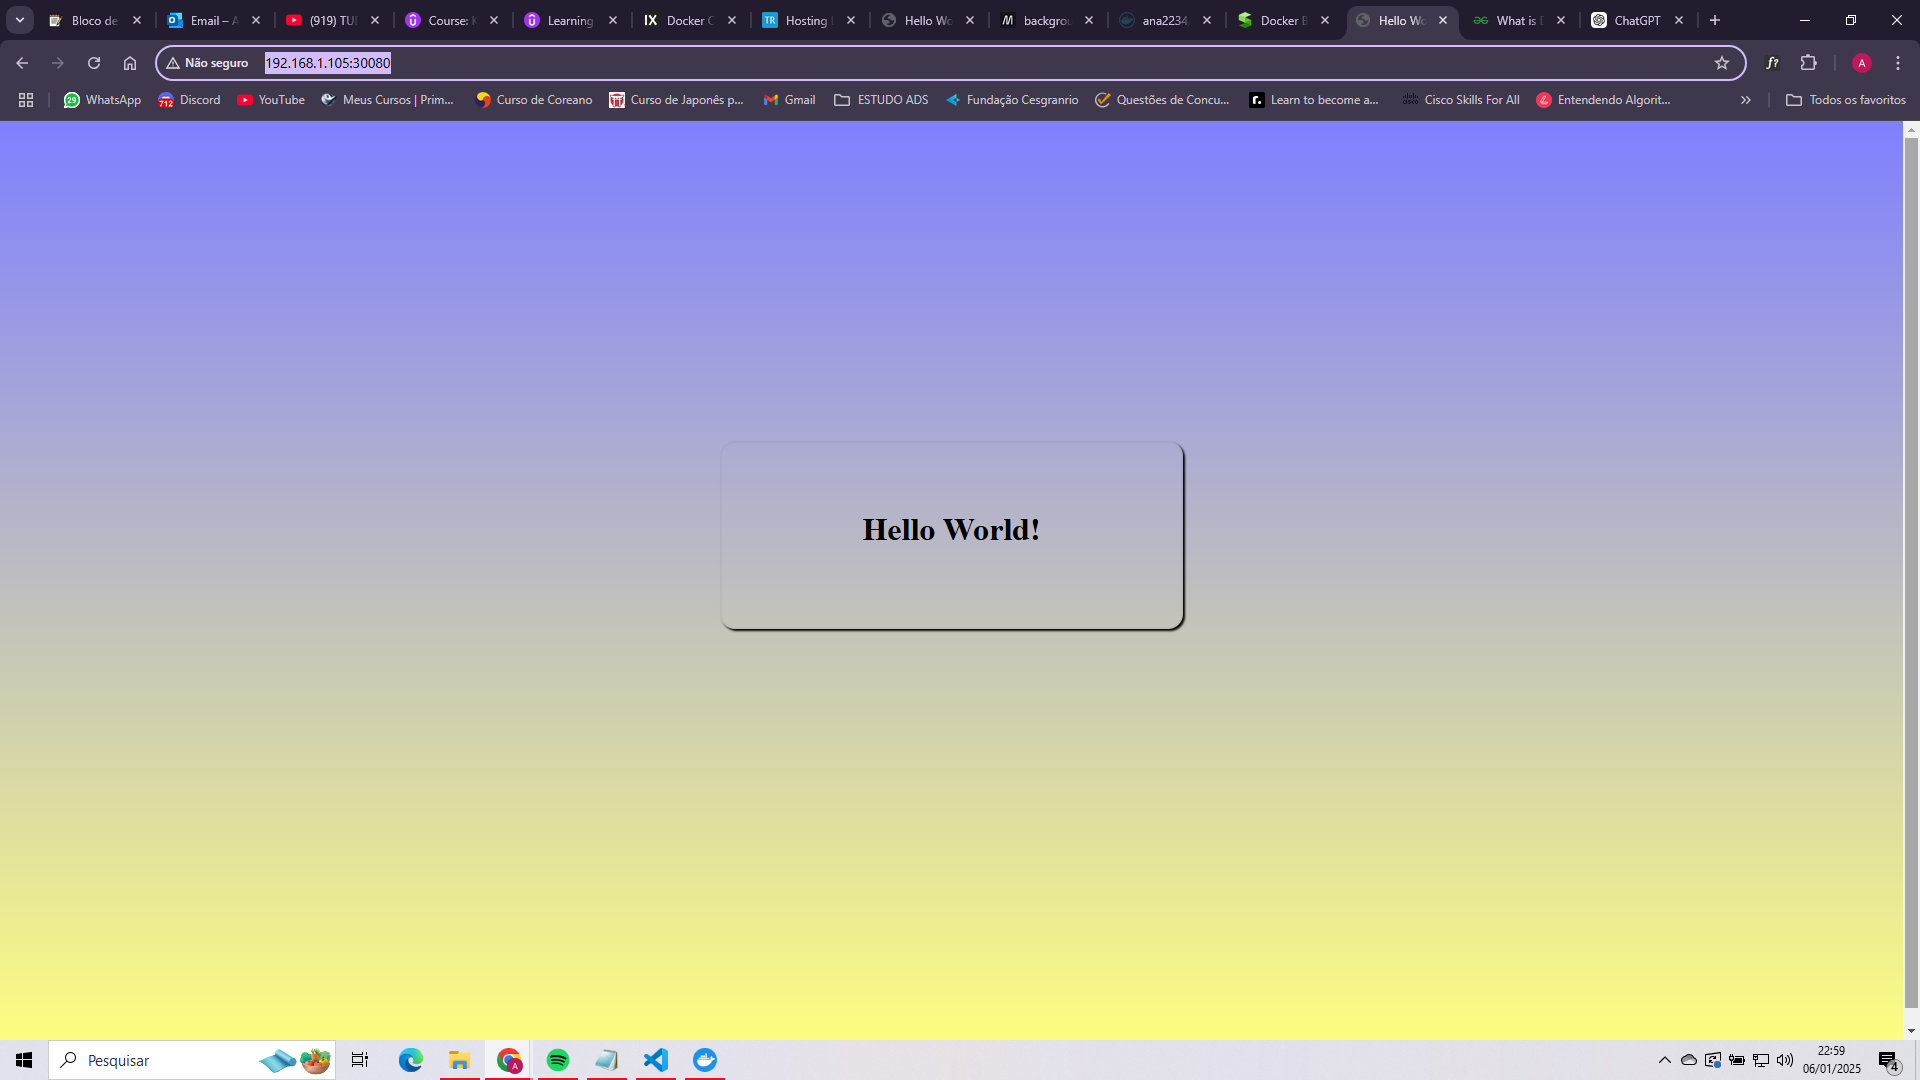 Bloco de
Email – A
(919) TU
Course: K
Learning
Docker C
Hosting
Hello Wo
backgrou
ana2234
Docker B
Hello Wo
What is
ChatGPT
Não seguro
192.168.1.105:30080
WhatsApp
Discord
YouTube
Meus Cursos | Prim...
Curso de Coreano
Curso de Japonês p...
Gmail
ESTUDO ADS
Fundação Cesgranrio
Questões de Concu...
Learn to become a...
Cisco Skills For All
Entendendo Algorit...
Todos os favoritos
Hello World!
Pesquisar
22:59
06/01/2025
4